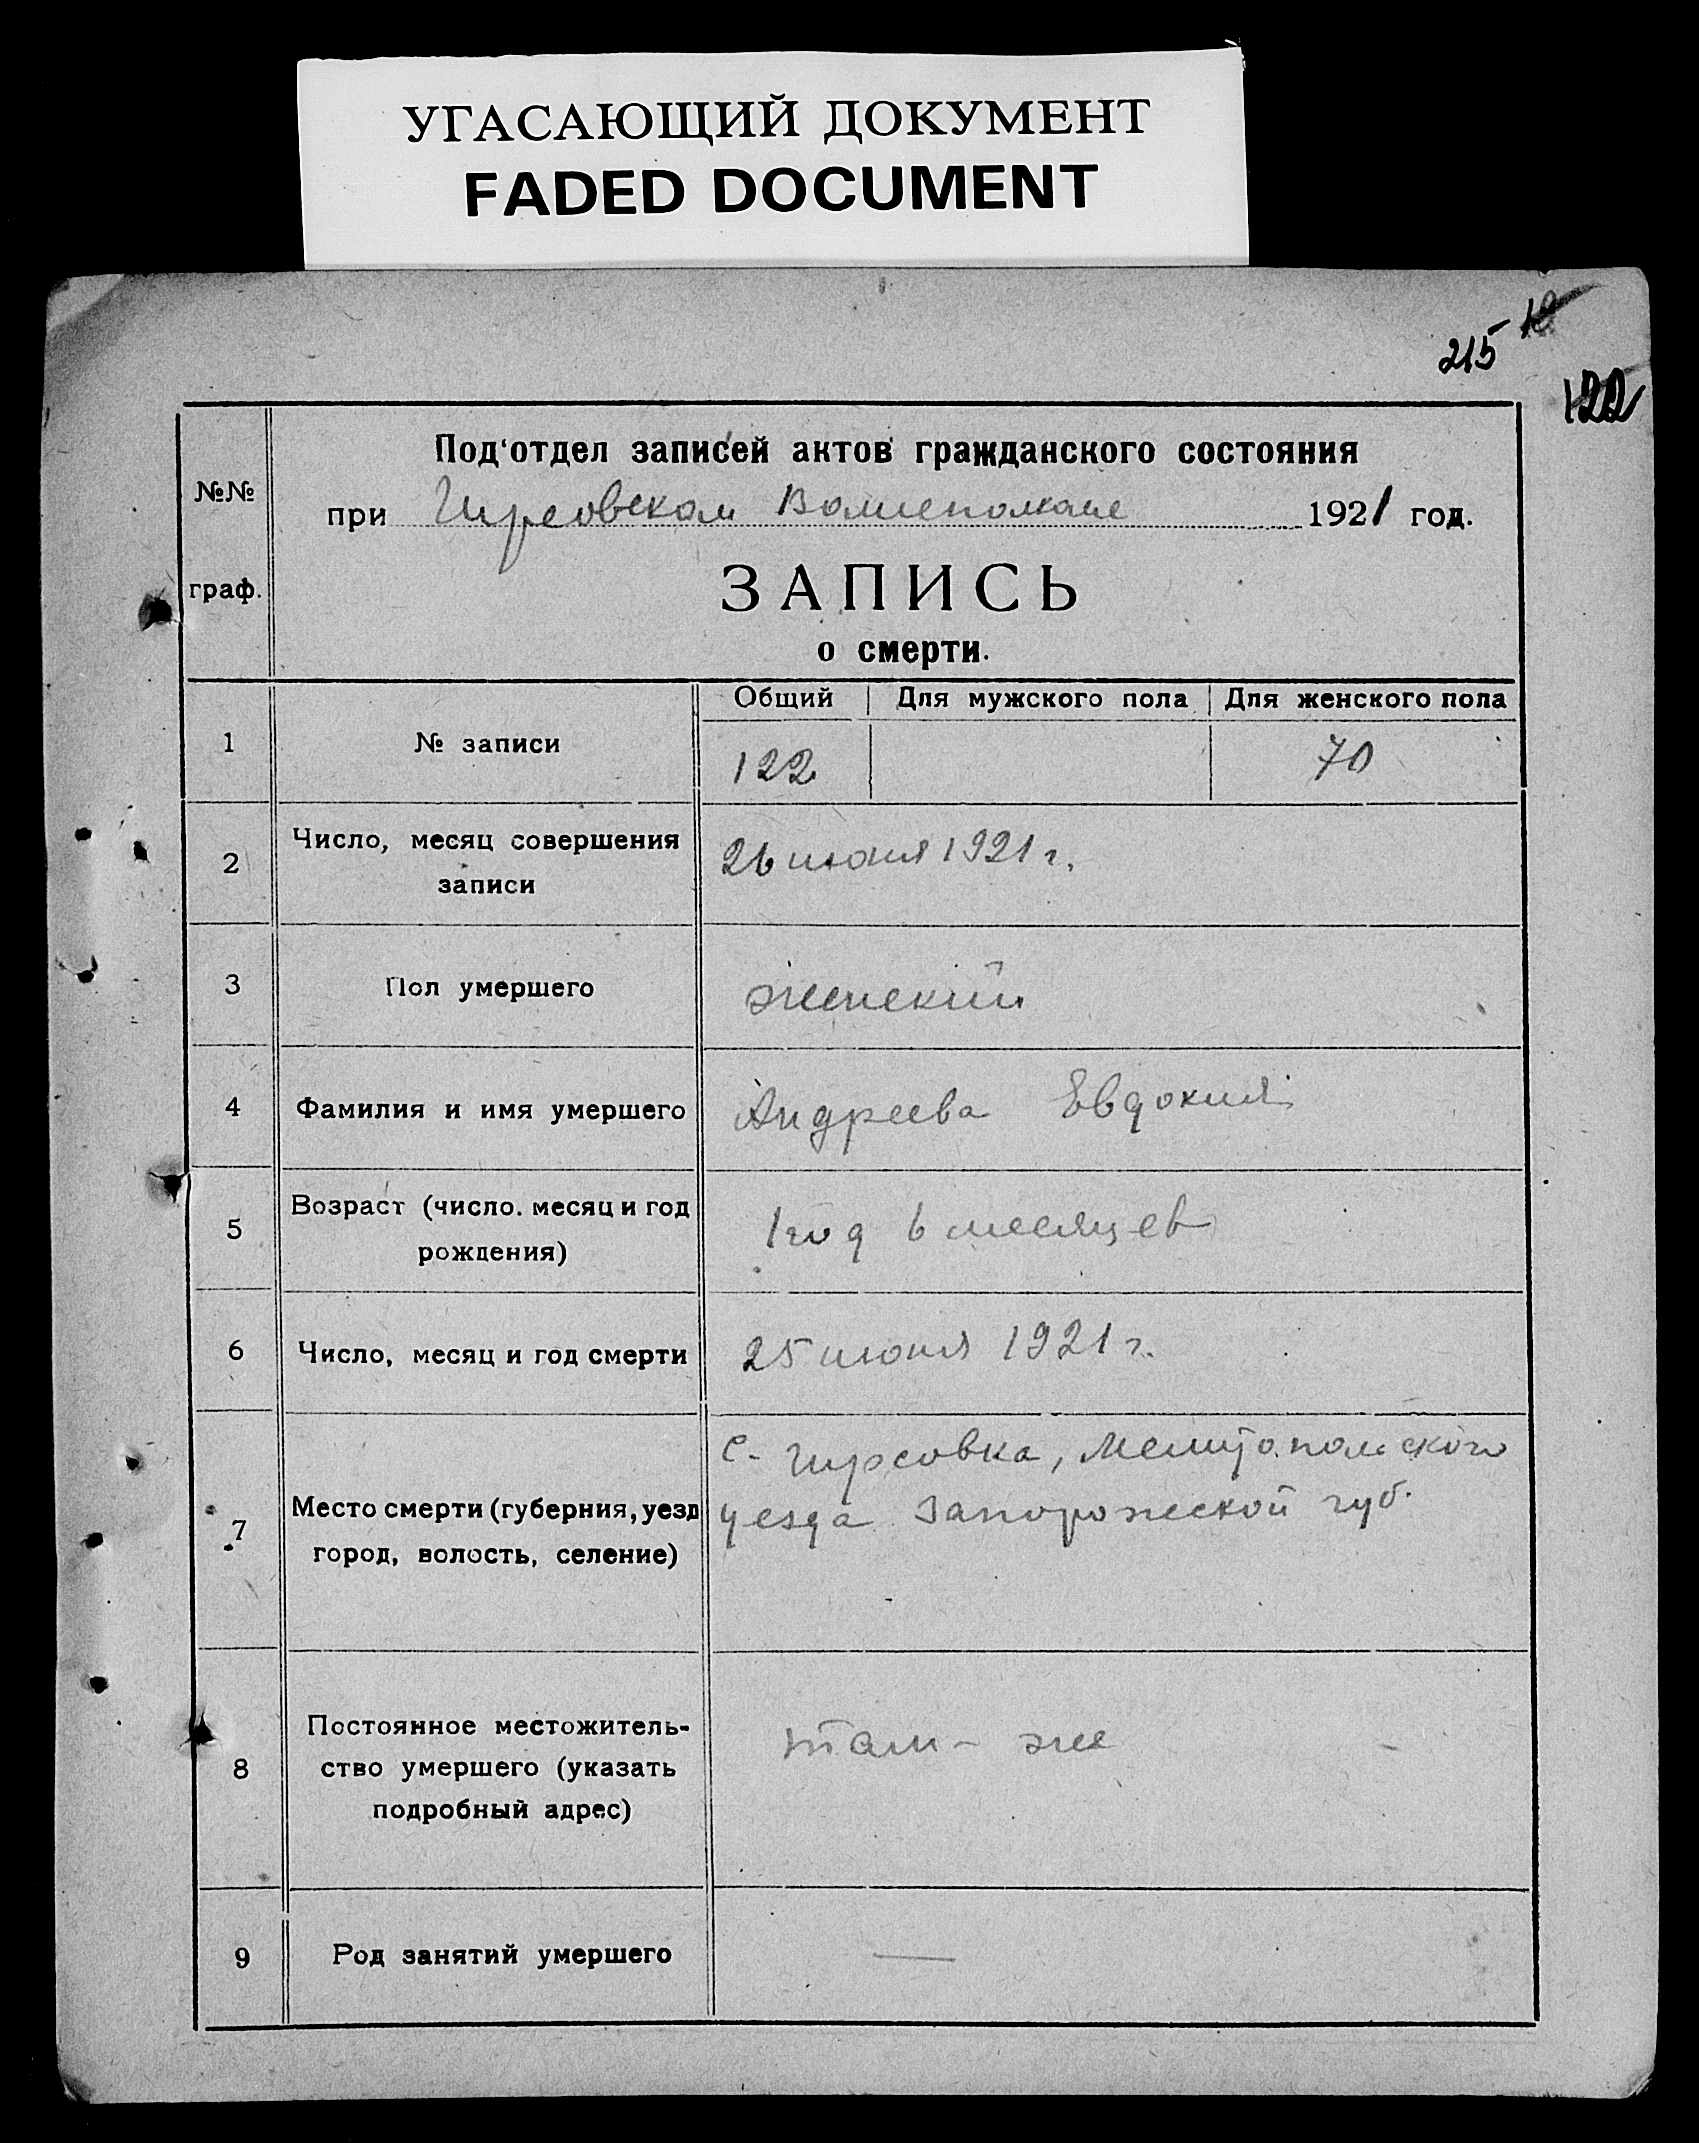 УГАСАЮЩИЙ ДОКУМЕНТ
FADED DOCUMENT
215
122
№№ граф.
Под‘отдел записей актов гражданского состояния
при Гирсовском Волисполкоме 1921 год.
ЗАПИСЬ
о смерти.
Общий Для мужского пола Для женского пола
1 № записи 122 70
2 Число, месяц совершения
записи
26 июня 1921 г.
3 Пол умершего женский
4 Фамилия и имя умершего Андреева Евдокия
5 Возраст (число. месяц и год
рождения)
1 год 6 месяцев
6 Число, месяц и год смерти 25 июня 1921 г.
7 Место смерти (губерния, уезд
город, волость, селение)
С. Гирсовка, Мелитопольского
уезда Запорожской губ.
8 Постоянное местожитель-
ство умершего (указать
подробный адрес)
там-же
9 Род занятий умершего —